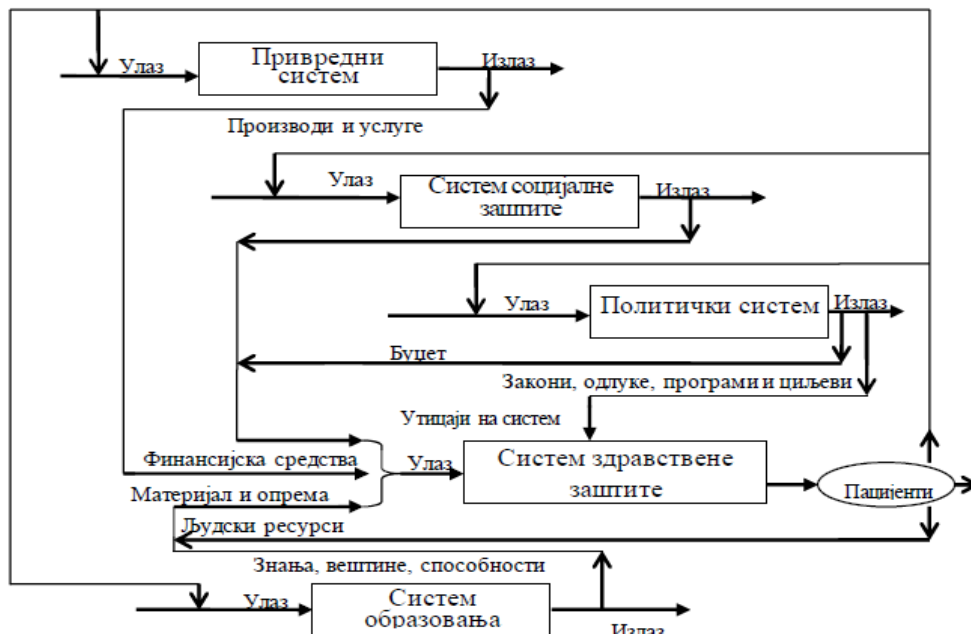 Улаз
Привредни
систем
Излаз
Производи и услуге
Улаз
Систем социјалне
заштите
Излаз
Улаз
Политички систем
Излаз
Буџет
Закони, одлуке, програми и циљеви
Утицаји на систем
Финансијска средства
Улаз
Систем здравствене
заштите
Пацијенти
Материјал и опрема
Људски ресурси
Знања, вештине, способности
Улаз
Систем
образовања
Излаз